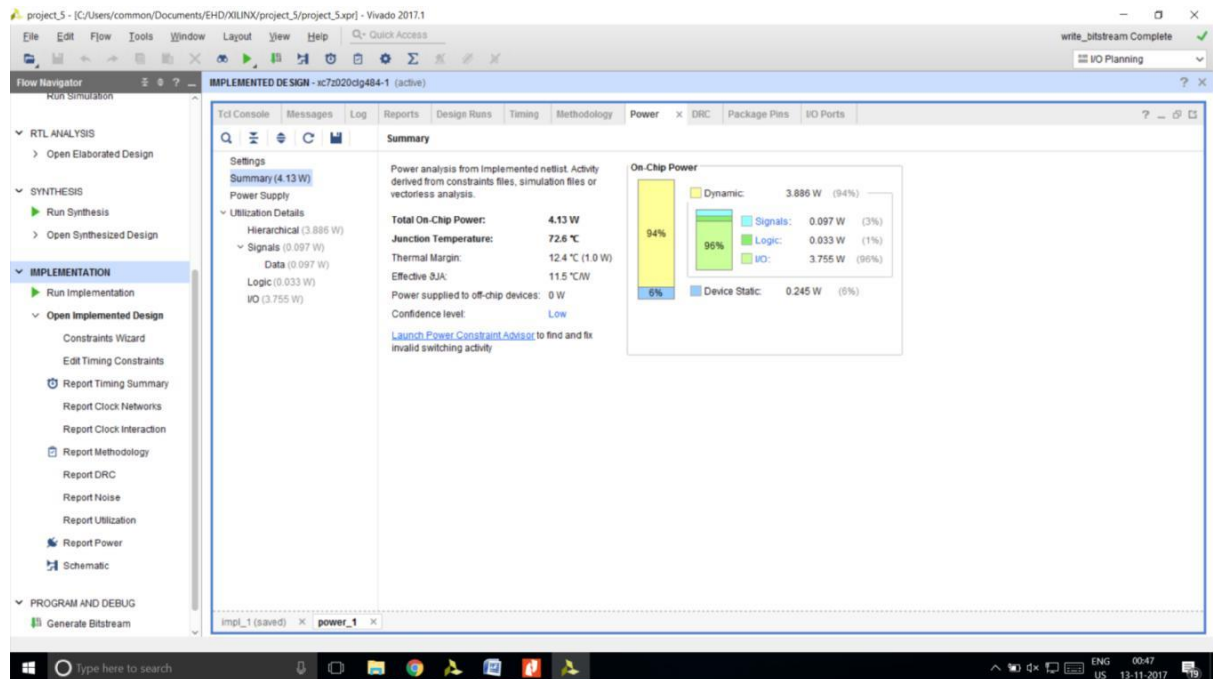 project_5 - [C:/Users/common/Documents/EHD/XILINX/project_5/project_5.xpr] - Vivado 2017.1
File Edit Flow Tools Window Layout View Help Quick Access
write_bitstream Complete
I/O Planning
Flow Navigator
IMPLEMENTED DESIGN - xc7z020clg484-1 (active)
Run Simulation
RTL ANALYSIS
Open Elaborated Design
SYNTHESIS
Run Synthesis
Open Synthesized Design
IMPLEMENTATION
Run Implementation
Open Implemented Design
Constraints Wizard
Edit Timing Constraints
Report Timing Summary
Report Clock Networks
Report Clock Interaction
Report Methodology
Report DRC
Report Noise
Report Utilization
Report Power
Schematic
PROGRAM AND DEBUG
Generate Bitstream
Tcl Console Messages Log Reports Design Runs Timing Methodology Power DRC Package Pins I/O Ports
Settings
Summary (4.13 W)
Power Supply
Utilization Details
Hierarchical (3.886 W)
Signals (0.097 W)
Data (0.097 W)
Logic (0.033 W)
I/O (3.755 W)
Summary
Power analysis from Implemented netlist. Activity
derived from constraints files, simulation files or
vectorless analysis.
Total On-Chip Power: 4.13 W
Junction Temperature: 72.6 °C
Thermal Margin: 12.4 °C (1.0 W)
Effective ϑJA: 11.5 °C/W
Power supplied to off-chip devices: 0 W
Confidence level: Low
Launch Power Constraint Advisor to find and fix
invalid switching activity
On-Chip Power
94%
6%
Dynamic: 3.886 W (94%)
96%
Signals: 0.097 W (3%)
Logic: 0.033 W (1%)
I/O: 3.755 W (96%)
Device Static: 0.245 W (6%)
impl_1 (saved) power_1
Type here to search
ENG
US
00:47
13-11-2017
19